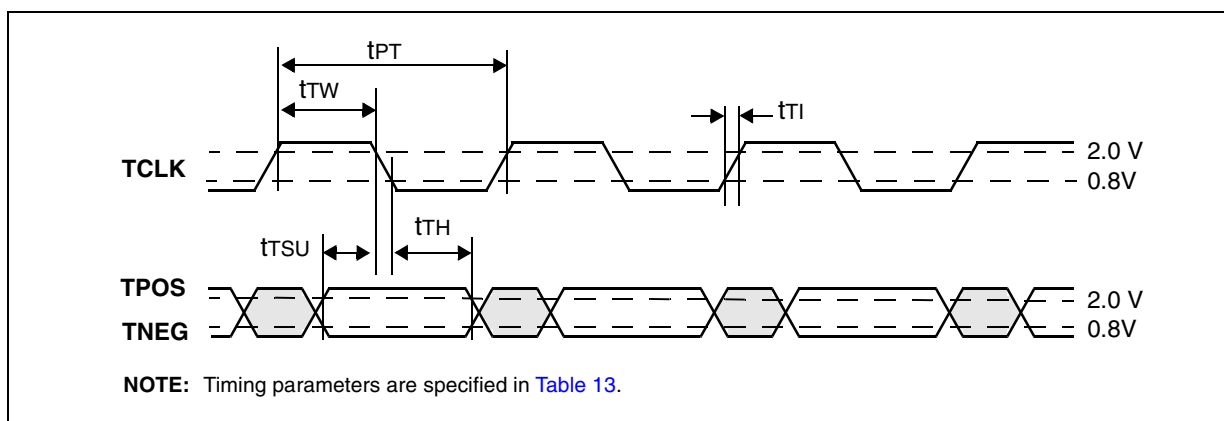 tPT
tTW
tTI
TCLK
2.0 V
0.8V
tTH
tTSU
TPOS
2.0 V
TNEG
0.8V
NOTE: Timing parameters are specified in Table 13.